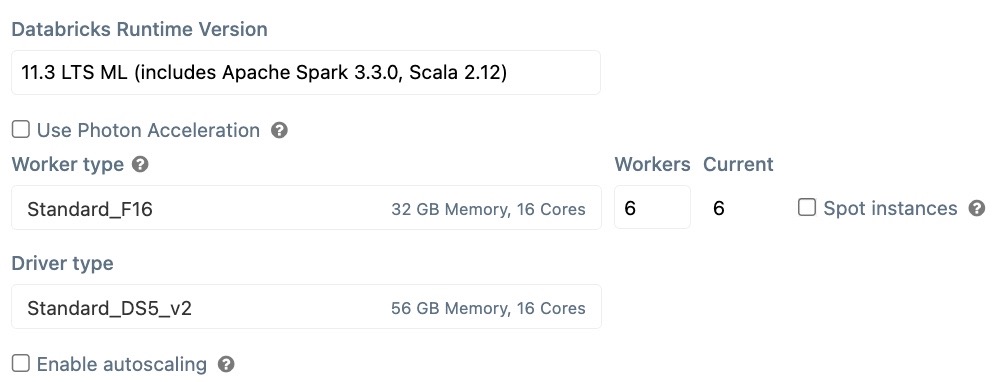 Databricks Runtime Version
11.3 LTS ML (includes Apache Spark 3.3.0, Scala 2.12)
Use Photon Acceleration ?
Worker type ? Workers Current
Standard_F16 32 GB Memory, 16 Cores 6 6 Spot instances ?
Driver type
Standard_DS5_v2 56 GB Memory, 16 Cores
Enable autoscaling ?